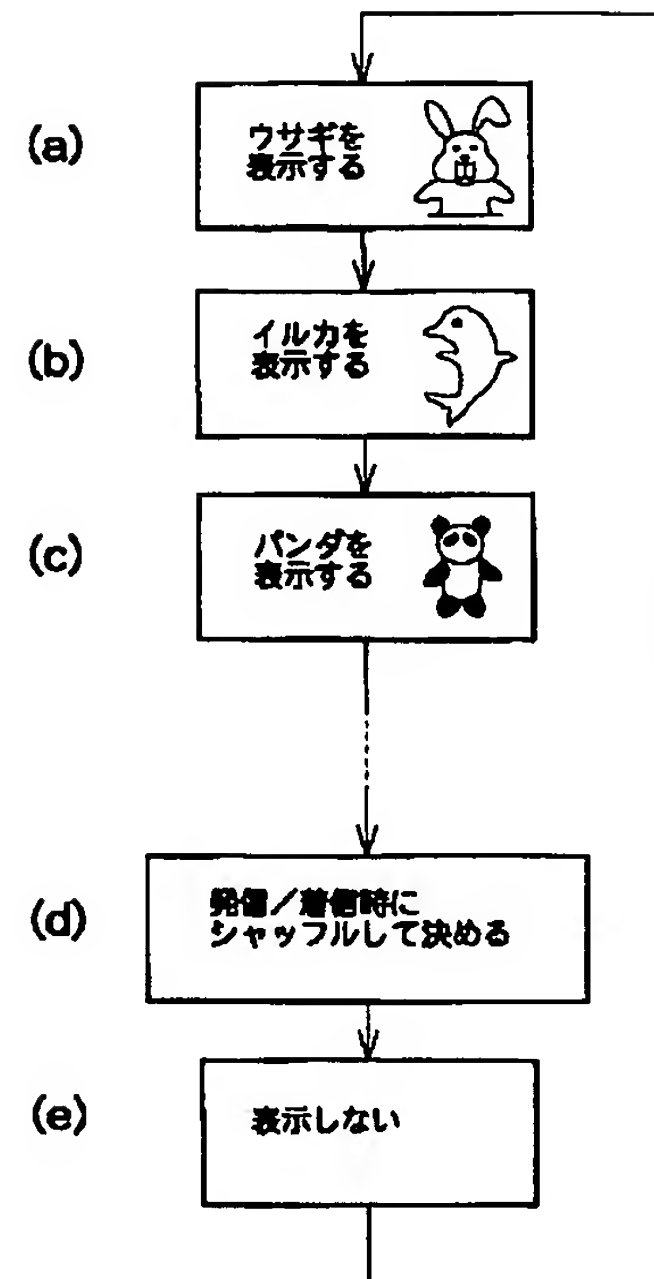 (a)
ウサギを
表示する
(b)
イルカを
表示する
(c)
パンダを
表示する
(d)
発信／着信時に
シャッフルして決める
(e)
表示しない